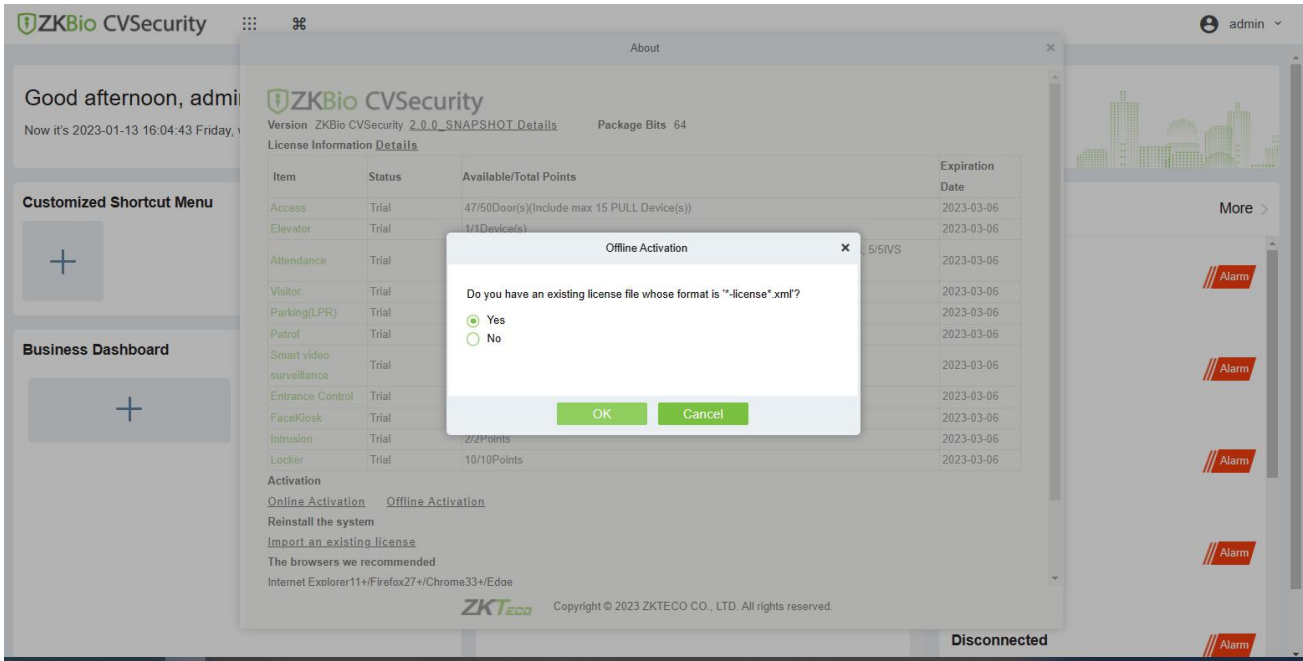 ZKBio CVSecurity
admin
About
Good afternoon, admi
Now it's 2023-01-13 16:04:43 Friday,
ZKBio CVSecurity
Version ZKBio CVSecurity 2.0.0_SNAPSHOT Details Package Bits 64
License Information Details
Item Status Available/Total Points Expiration Date
Access Trial 47/50Door(s)(Include max 15 PULL Device(s)) 2023-03-06
Elevator Trial 1/1Device(s) 2023-03-06
Attendance Trial ; 5/5IVS 2023-03-06
Visitor Trial 2023-03-06
Parking(LPR) Trial 2023-03-06
Patrol Trial 2023-03-06
Smart video surveillance Trial 2023-03-06
Entrance Control Trial 2023-03-06
FaceKiosk Trial 2023-03-06
Intrusion Trial 2/2Points 2023-03-06
Locker Trial 10/10Points 2023-03-06
Activation
Online Activation Offline Activation
Reinstall the system
Import an existing license
The browsers we recommended
Internet Explorer11+/Firefox27+/Chrome33+/Edge
ZKTeco Copyright © 2023 ZKTECO CO., LTD. All rights reserved.
Offline Activation
Do you have an existing license file whose format is '*-license*.xml'?
Yes
No
OK Cancel
Customized Shortcut Menu
Business Dashboard
More
Alarm
Alarm
Alarm
Alarm
Disconnected
Alarm